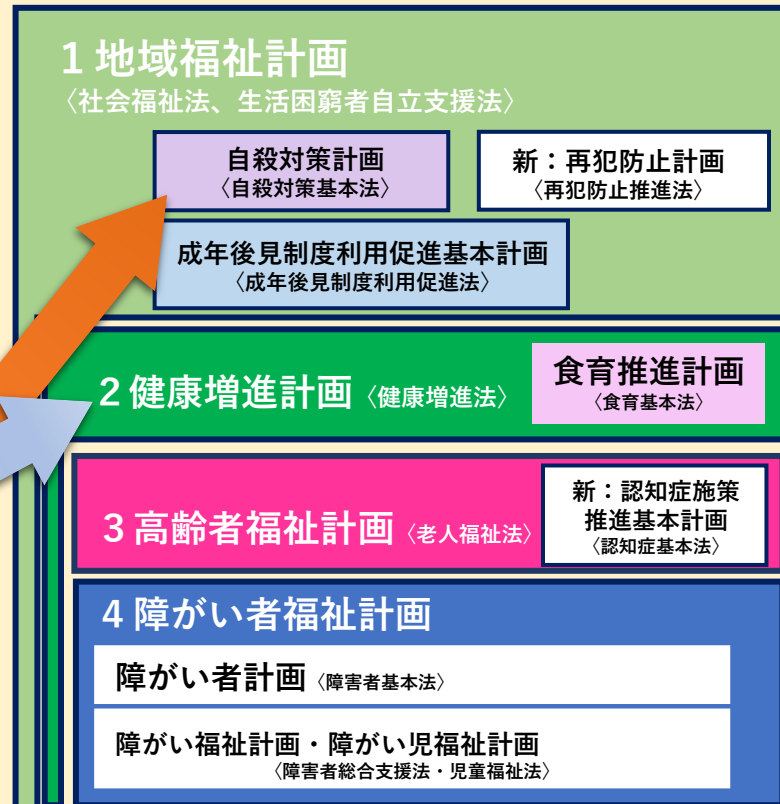 1 地域福祉計画
〈社会福祉法、生活困窮者自立支援法〉
自殺対策計画
〈自殺対策基本法〉
新：再犯防止計画
〈再犯防止推進法〉
成年後見制度利用促進基本計画
〈成年後見制度利用促進法〉
2 健康増進計画〈健康増進法〉
食育推進計画
〈食育基本法〉
3 高齢者福祉計画〈老人福祉法〉
新：認知症施策
推進基本計画
〈認知症基本法〉
4 障がい者福祉計画
障がい者計画〈障害者基本法〉
障がい福祉計画・障がい児福祉計画
〈障害者総合支援法・児童福祉法〉